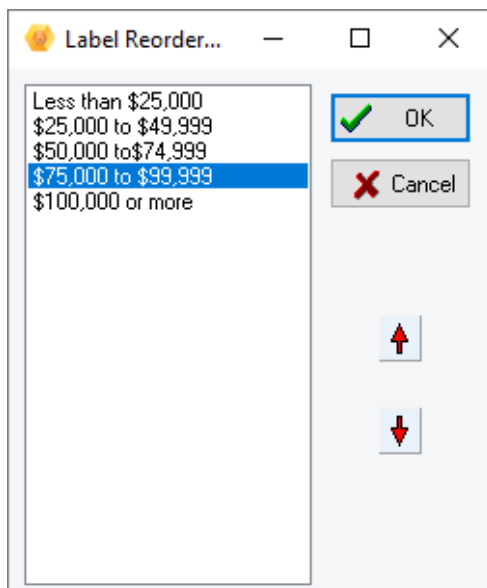 Label Reorder...
Less than $25,000
$25,000 to $49,999
$50,000 to$74,999
$75,000 to $99,999
$100,000 or more
OK
Cancel